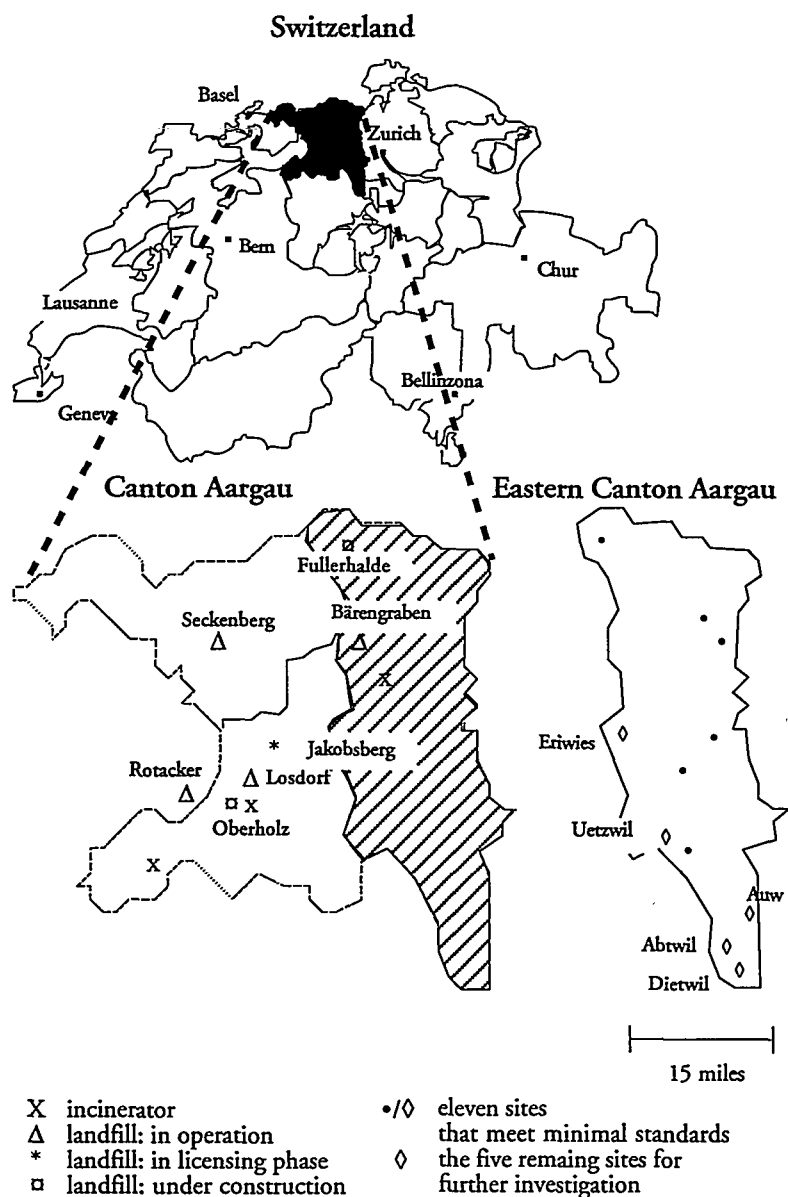 Switzerland
Basel
Zurich
Bern
Chur
Lausanne
Bellinzona
Geneva
Canton Aargau
Eastern Canton Aargau
Fullerhalde
Seckenberg
Bärengraben
X
Eriwies
*
Jakobsberg
Rotacker
Losdorf
X
Oberholz
Uetzwil
X
Auw
Abtwil
Dietwil
15 miles
X incinerator
Δ landfill: in operation
* landfill: in licensing phase
¤ landfill: under construction
•/◊ eleven sites
that meet minimal standards
◊ the five remaing sites for
further investigation